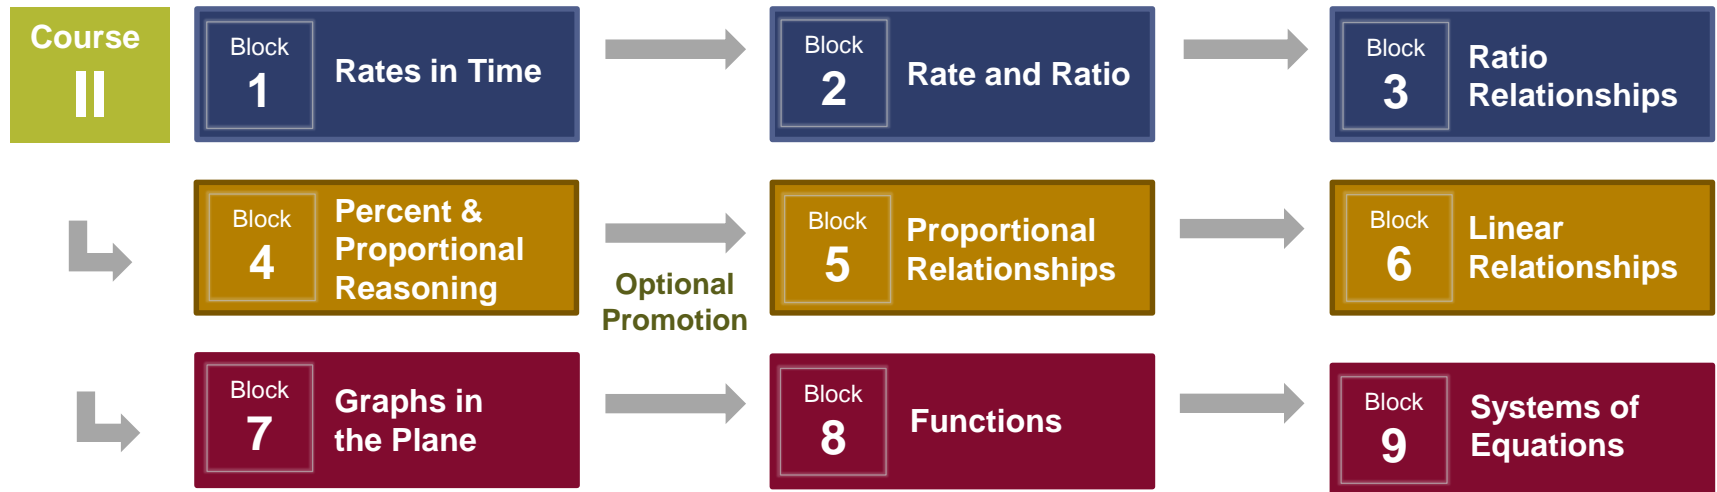 Course
II
Block
1
Rates in Time
Block
2
Rate and Ratio
Block
3
Ratio
Relationships
Block
4
Percent &
Proportional
Reasoning
Optional
Promotion
Block
5
Proportional
Relationships
Block
6
Linear
Relationships
Block
7
Graphs in
the Plane
Block
8
Functions
Block
9
Systems of
Equations